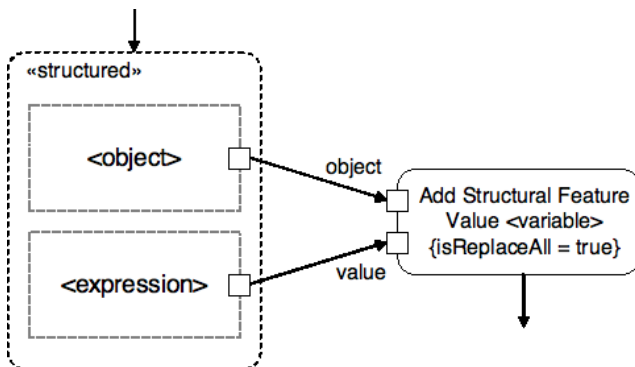 «structured»
<object>
object
Add Structural Feature
Value <variable>
{isReplaceAll = true}
<expression>
value